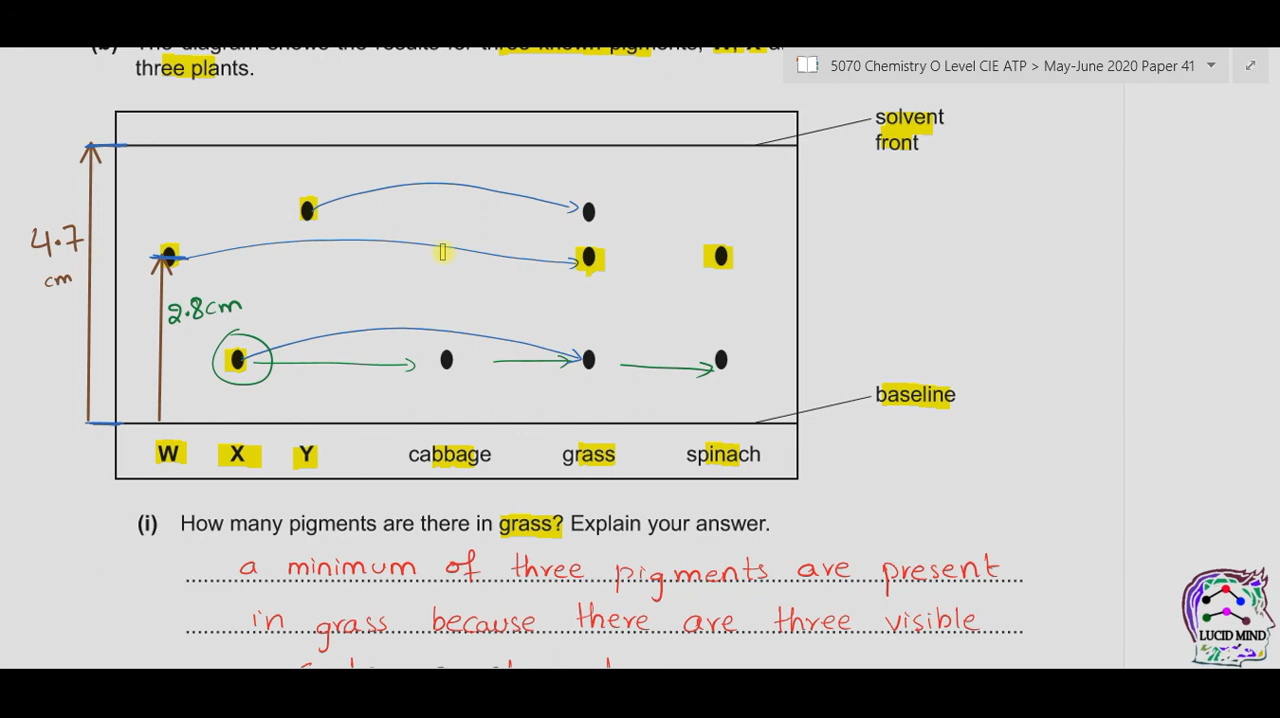 three plants.
5070 Chemistry O Level CIE ATP > May-June 2020 Paper 41
solvent
front
4.7
cm
2.8cm
baseline
W X Y cabbage grass spinach
(i) How many pigments are there in grass? Explain your answer.
a minimum of three pigments are present
in grass because there are three visible
LUCID MIND